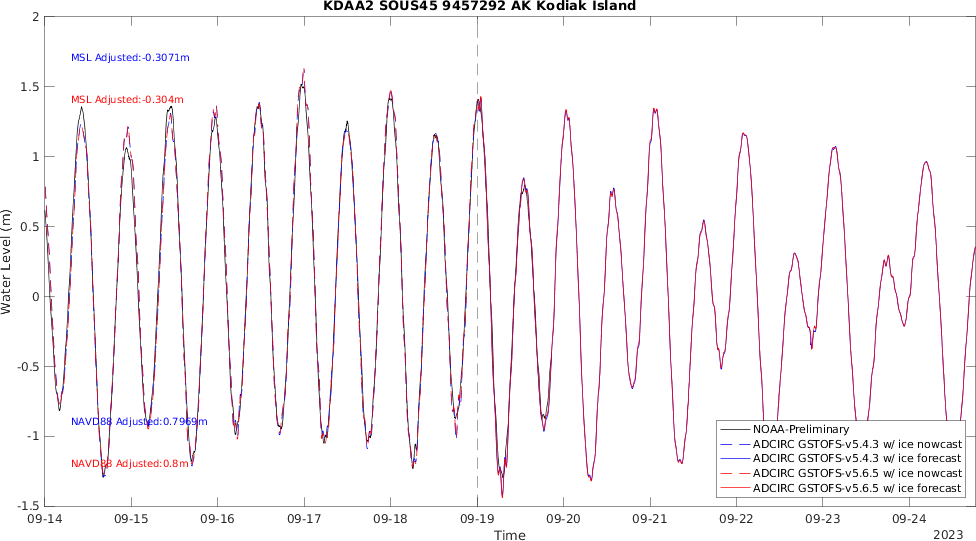 KDAA2 SOUS45 9457292 AK Kodiak Island
2
1.5
1
0.5
0
-0.5
-1
-1.5
Water Level (m)
MSL Adjusted:-0.3071m
MSL Adjusted:-0.304m
NAVD88 Adjusted:0.7969m
NAVD88 Adjusted:0.8m
NOAA-Preliminary
ADCIRC GSTOFS-v5.4.3 w/ ice nowcast
ADCIRC GSTOFS-v5.4.3 w/ ice forecast
ADCIRC GSTOFS-v5.6.5 w/ ice nowcast
ADCIRC GSTOFS-v5.6.5 w/ ice forecast
09-14 09-15 09-16 09-17 09-18 09-19 09-20 09-21 09-22 09-23 09-24
Time
2023